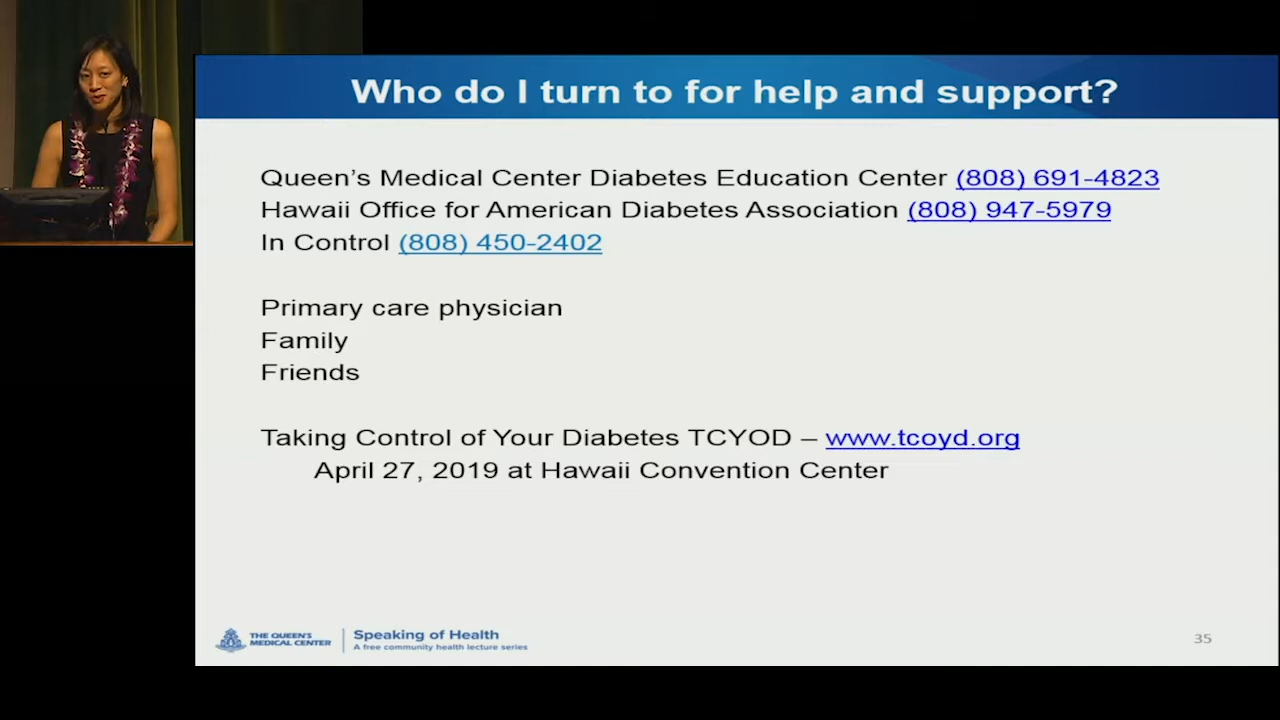 Who do I turn to for help and support?
Queen's Medical Center Diabetes Education Center (808) 691-4823
Hawaii Office for American Diabetes Association (808) 947-5979
In Control (808) 450-2402
Primary care physician
Family
Friends
Taking Control of Your Diabetes TCYOD – www.tcoyd.org
April 27, 2019 at Hawaii Convention Center
THE QUEEN'S
MEDICAL CENTER
Speaking of Health
A free community health lecture series
35